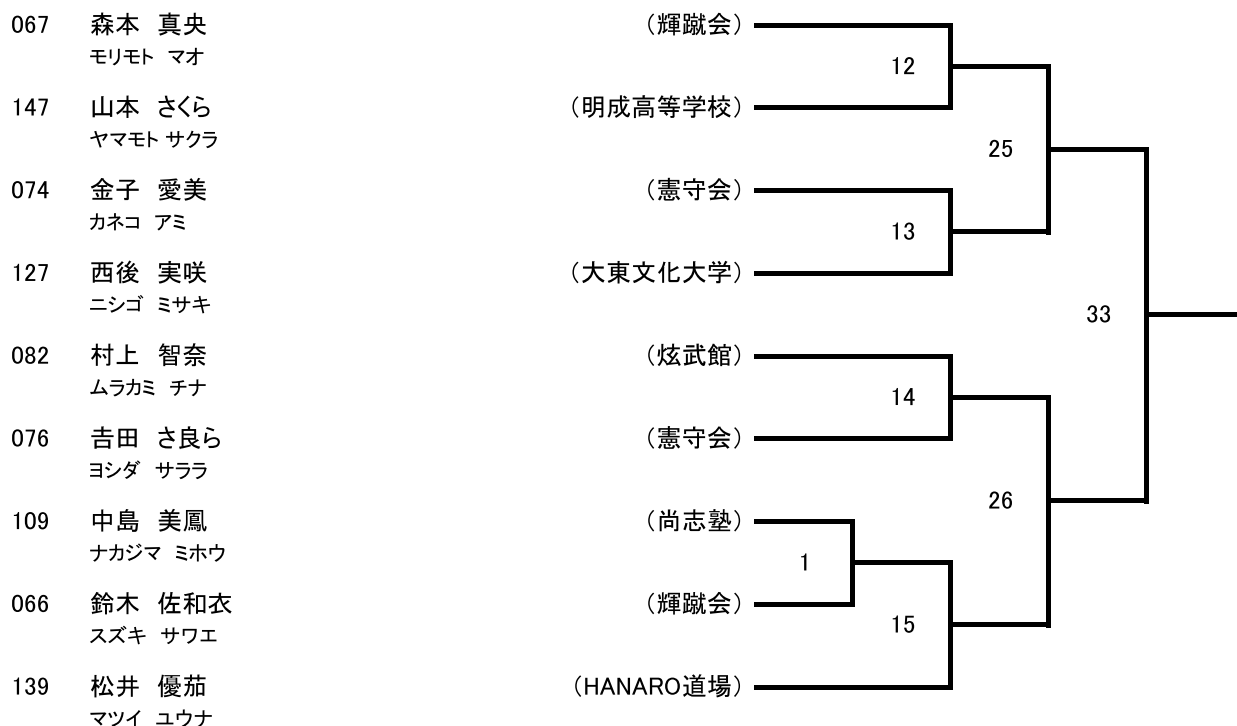 067 森本 真央 （輝蹴会）
モリモト マオ
12
147 山本 さくら （明成高等学校）
ヤマモト サクラ
25
074 金子 愛美 （憲守会）
カネコ アミ
13
127 西後 実咲 （大東文化大学）
ニシゴ ミサキ
33
082 村上 智奈 （炫武館）
ムラカミ チナ
14
076 吉田 さ良ら （憲守会）
ヨシダ サララ
26
109 中島 美鳳 （尚志塾）
ナカジマ ミホウ
1
066 鈴木 佐和衣 （輝蹴会）
スズキ サワエ
15
139 松井 優茄 （HANARO道場）
マツイ ユウナ